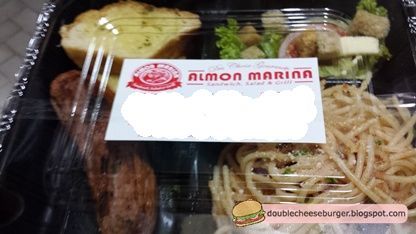 ALMON MARINA
Sandwich, Salad & Grill
doublecheeseburger.blogspot.com